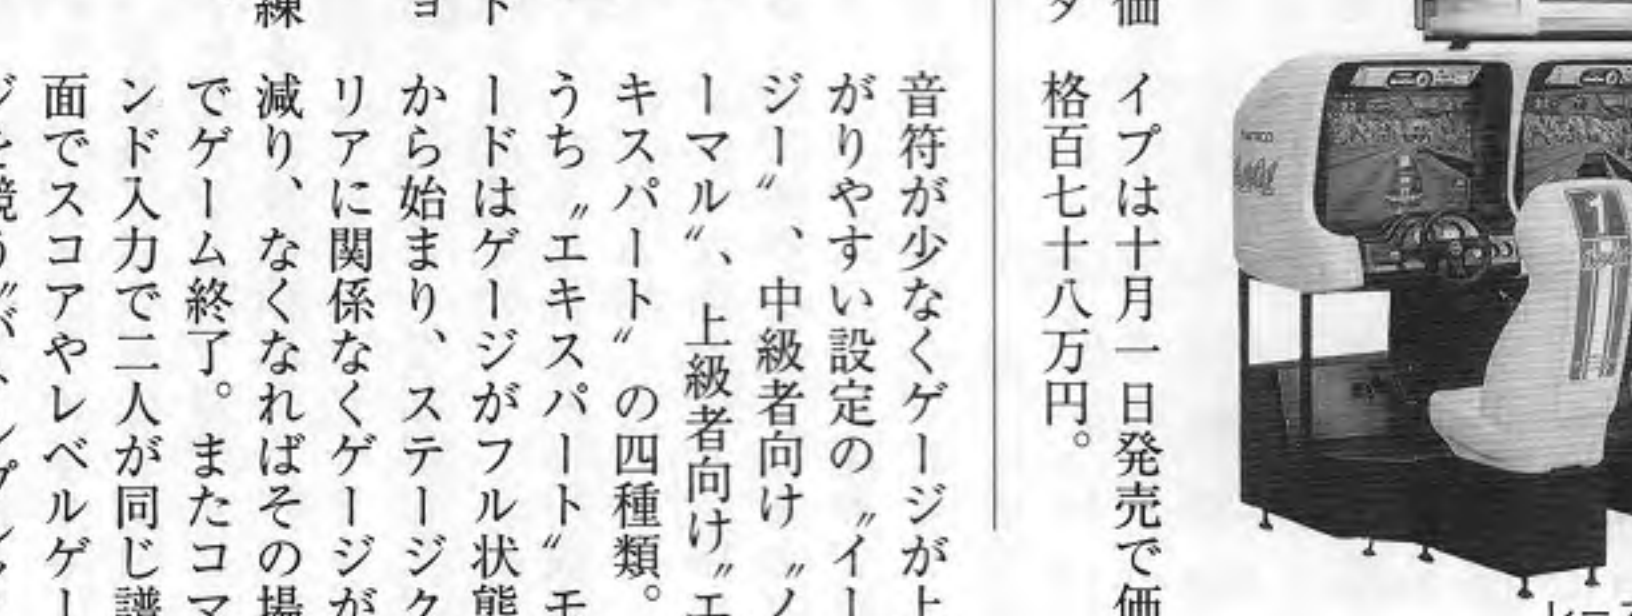 価
タ
ド
ョ
練
イプは十月一日発売で価
格百七十八万円。
音符が少なくゲージが上
がりやすい設定の〝イー
ジー〟、中級者向け〝ノ
ーマル〟、上級者向け〝エ
キスパート〟の四種類。
うち〝エキスパート〟モ
ードはゲージがフル状態
から始まり、ステージク
リアに関係なくゲージが
減り、なくなればその場
でゲーム終了。またコマ
ンド入力で二人が同じ譜
面でスコアやレベルゲー
namco
1